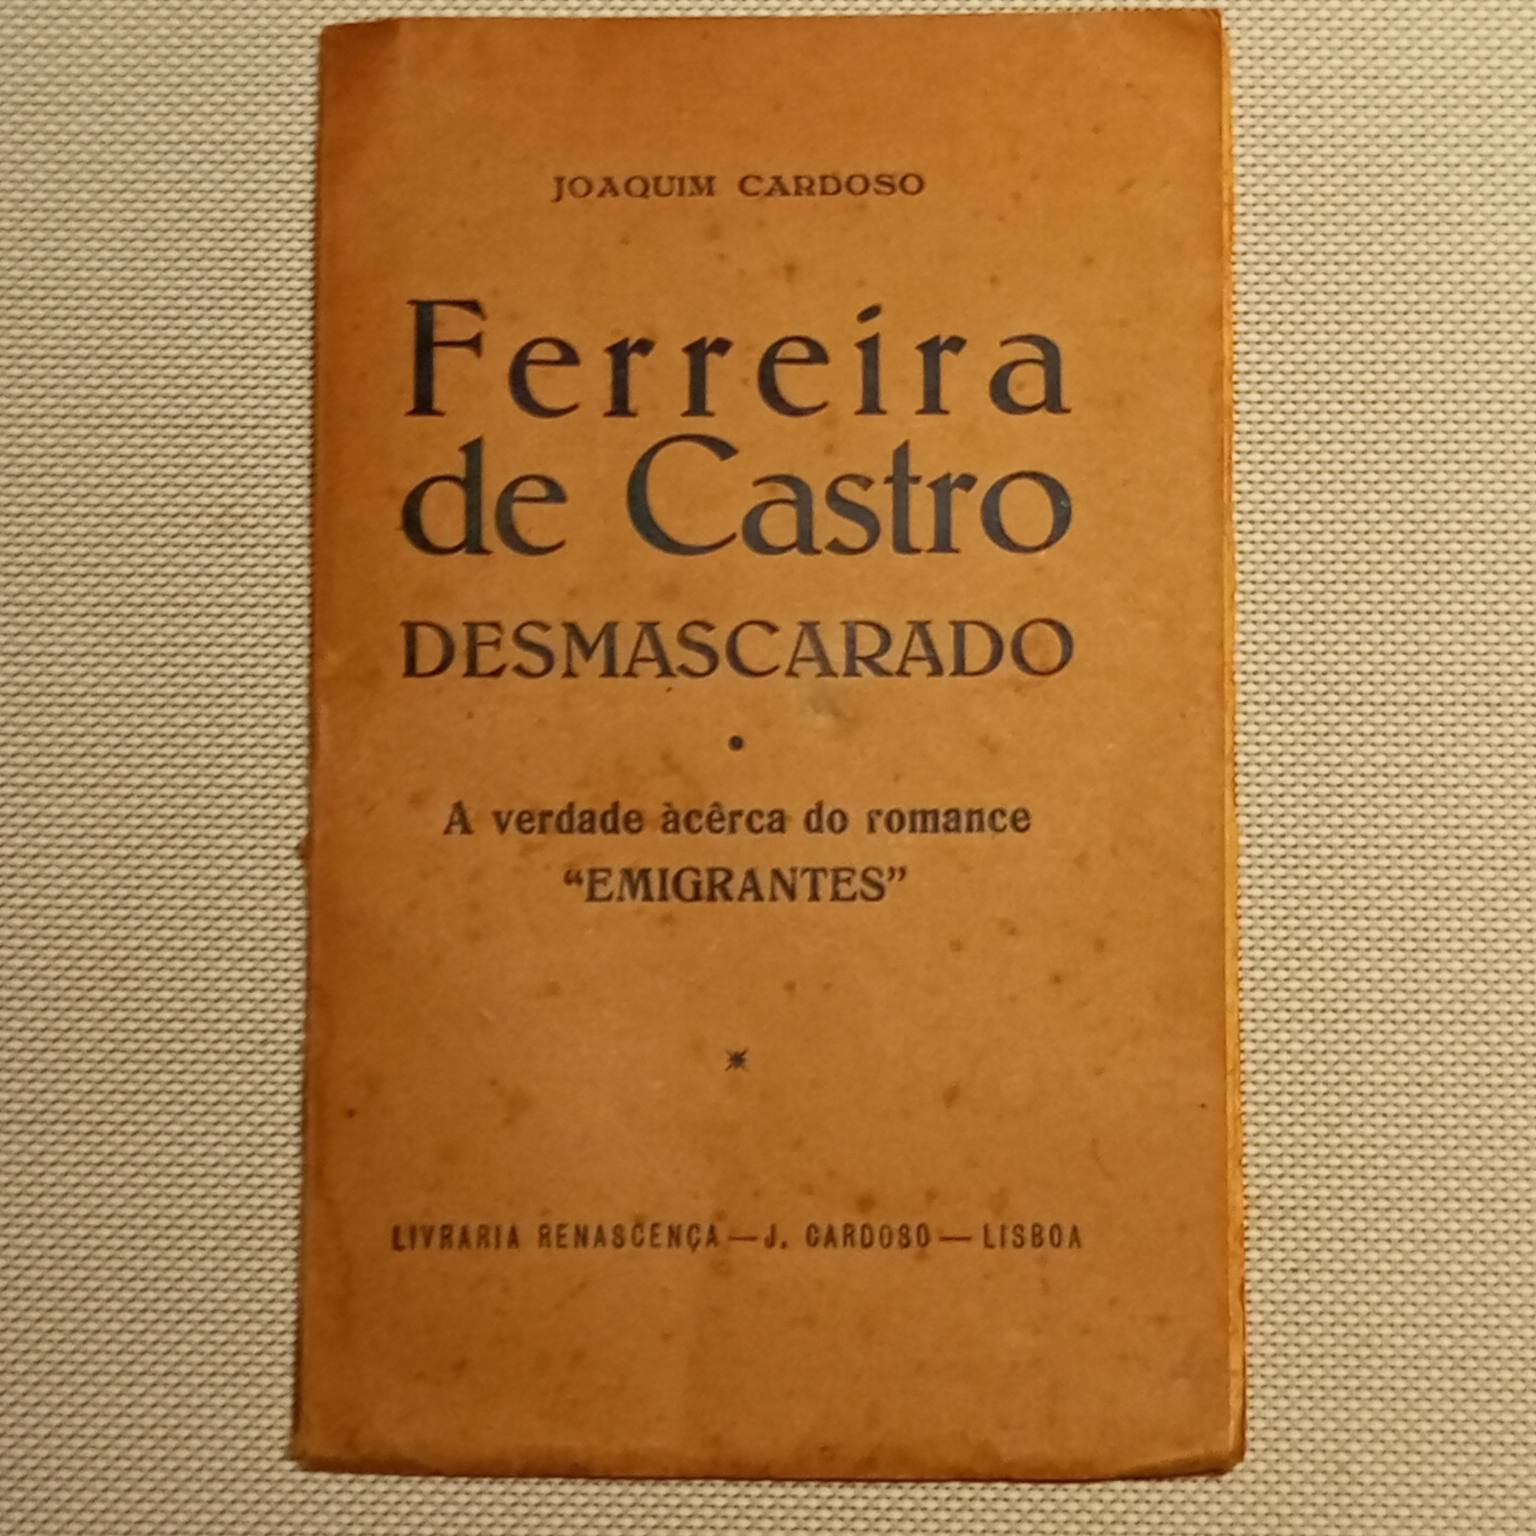 JOAQUIM CARDOSO
Ferreira
de Castro
DESMASCARADO
•
A verdade àcêrca do romance
“EMIGRANTES”
*
LIVRARIA RENASCENÇA—J. CARDOSO—LISBOA